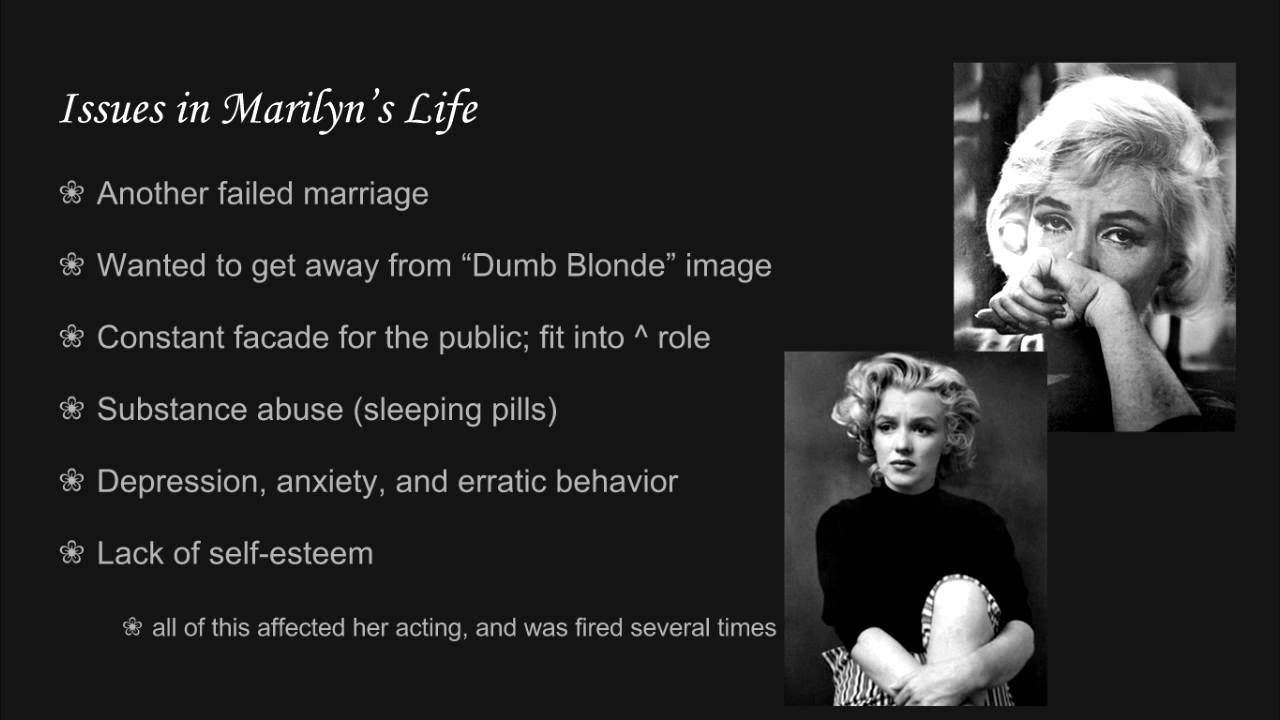 Issues in Marilyn’s Life
❀ Another failed marriage
❀ Wanted to get away from “Dumb Blonde” image
❀ Constant facade for the public; fit into ^ role
❀ Substance abuse (sleeping pills)
❀ Depression, anxiety, and erratic behavior
❀ Lack of self-esteem
❀ all of this affected her acting, and was fired several times